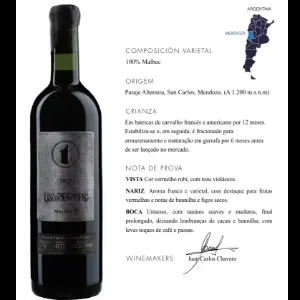 ARGENTINA
MENDOZA
COMPOSICIÓN VARIETAL
100% Malbec
ORIGEM
Paraje Altamira, San Carlos, Mendoza. (A 1.200 m.s.n.m)
CRIANZA
Em barricas de carvalho francês e americano por 12 meses.
Estabiliza-se e, em seguida, é fracionado para
armazenamento e maturação em garrafa por 6 meses antes
de ser lançado no mercado.
NOTA DE PROVA
VISTA Cor vermelho rubi, com tons violáceos.
NARIZ. Aroma franco e varietal, com destaque para frutas
vermelhas e notas de baunilha e figos secos.
BOCA Untuoso, com taninos suaves e maduros, final
prolongado, deixando lembranças de cacau e baunilha, com
leves toques de café e passas.
WINEMAKERS
Juan Carlos Chavero
1
MALBEC